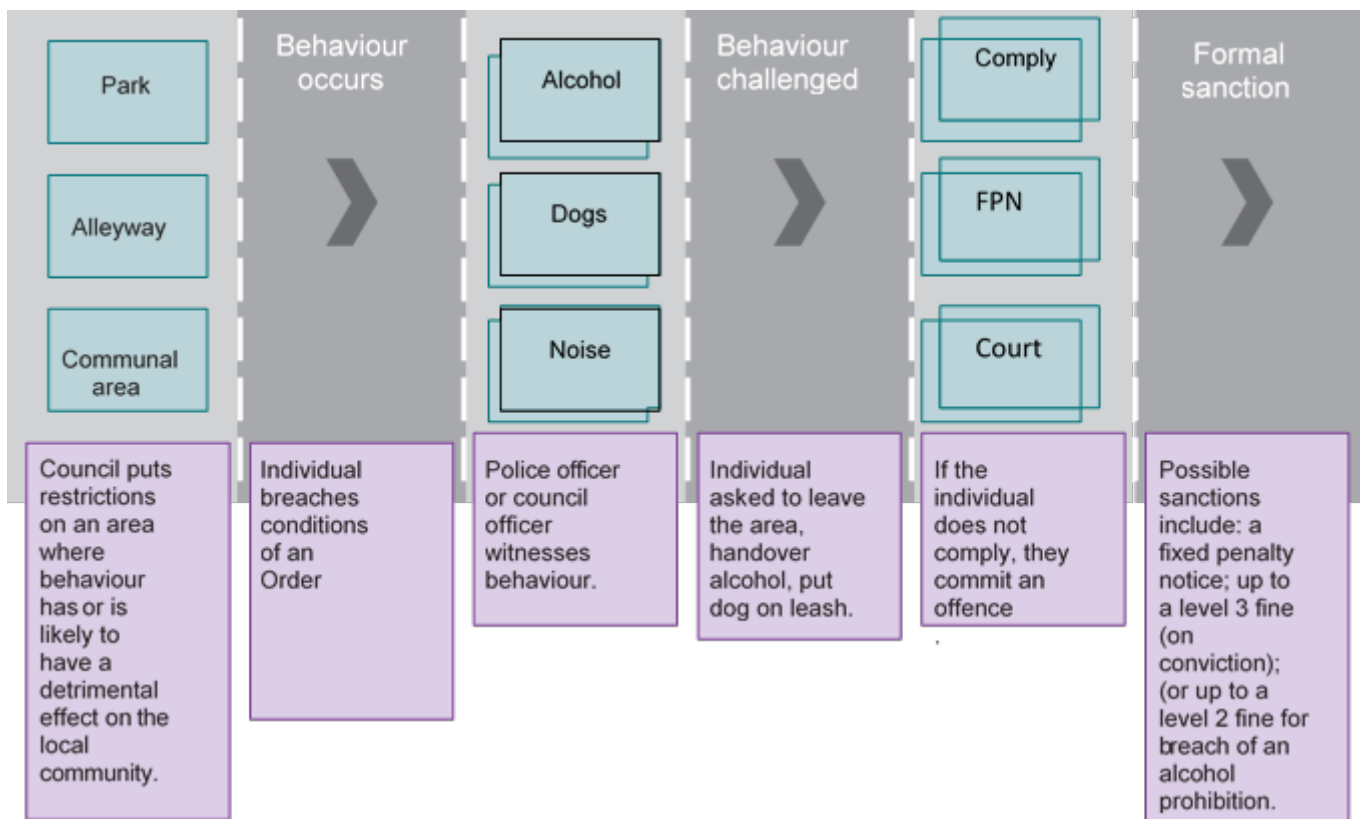 Park
Alleyway
Communal
area
Behaviour
occurs
Alcohol
Dogs
Noise
Behaviour
challenged
Comply
FPN
Court
Formal
sanction
Council puts
restrictions
on an area
where
behaviour
has or is
likely to
have a
detrimental
effect on the
local
community.
Individual
breaches
conditions
of an
Order
Police officer
or council
officer
witnesses
behaviour.
Individual
asked to leave
the area,
handover
alcohol, put
dog on leash.
If the
individual
does not
comply, they
commit an
offence
.
Possible
sanctions
include: a
fixed penalty
notice; up to
a level 3 fine
(on
conviction);
(or up to a
level 2 fine for
breach of an
alcohol
prohibition.